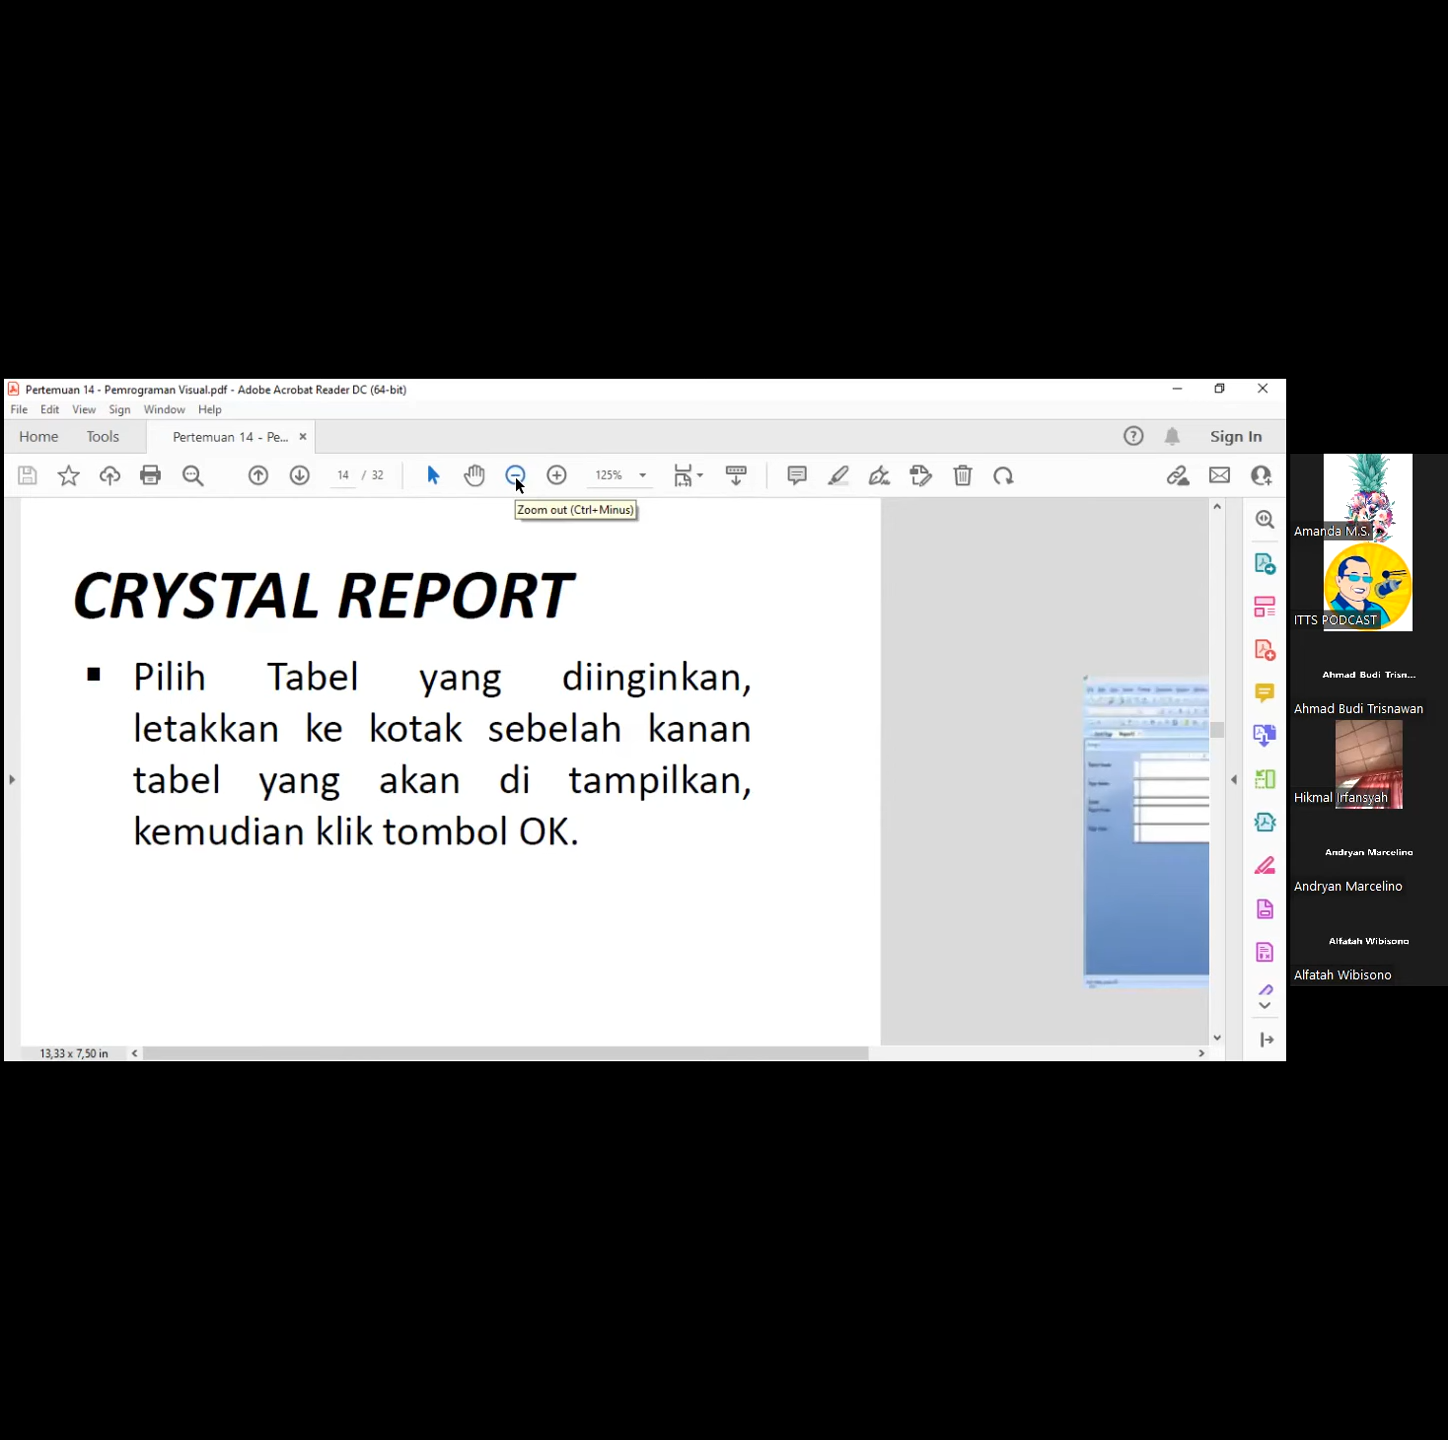 Pertemuan 14 - Pemrograman Visual.pdf - Adobe Acrobat Reader DC (64-bit)
File Edit View Sign Window Help
Home Tools Pertemuan 14 - Pe... × Sign In
14 / 32 125%
Zoom out (Ctrl+Minus)
CRYSTAL REPORT
▪ Pilih Tabel yang diinginkan,
letakkan ke kotak sebelah kanan
tabel yang akan di tampilkan,
kemudian klik tombol OK.
13,33 x 7,50 in
Amanda M.S.
ITTS PODCAST
Ahmad Budi Trisn...
Ahmad Budi Trisnawan
Hikmal Irfansyah
Andryan Marcelino
Andryan Marcelino
Alfatah Wibisono
Alfatah Wibisono